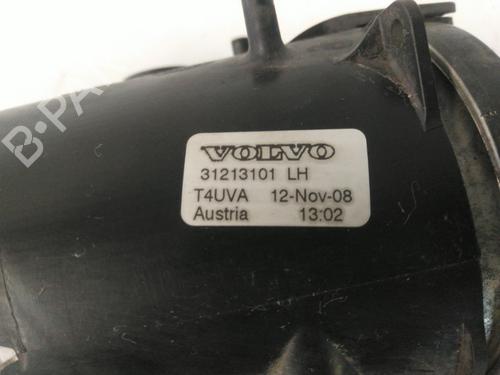 B-PA
VOLVO
31213101 LH
T4UVA 12-Nov-08
Austria 13:02